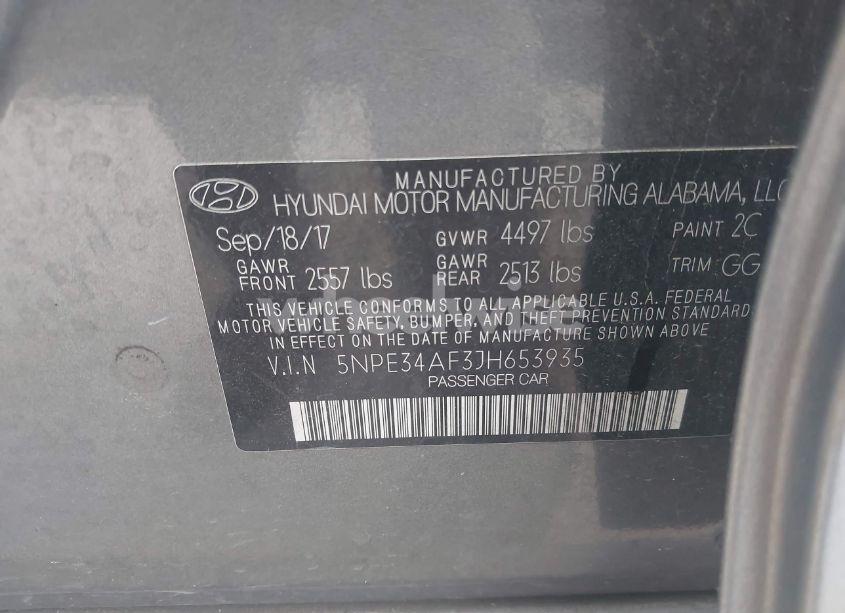 MANUFACTURED BY
HYUNDAI MOTOR MANUFACTURING ALABAMA, LLC
Sep/18/17 GVWR 4497 lbs PAINT 2C
GAWR FRONT 2557 lbs GAWR REAR 2513 lbs TRIM GG
THIS VEHICLE CONFORMS TO ALL APPLICABLE U.S.A. FEDERAL
MOTOR VEHICLE SAFETY, BUMPER, AND THEFT PREVENTION STANDARDS
IN EFFECT ON THE DATE OF MANUFACTURE SHOWN ABOVE
V.I.N 5NPE34AF3JH653935
PASSENGER CAR